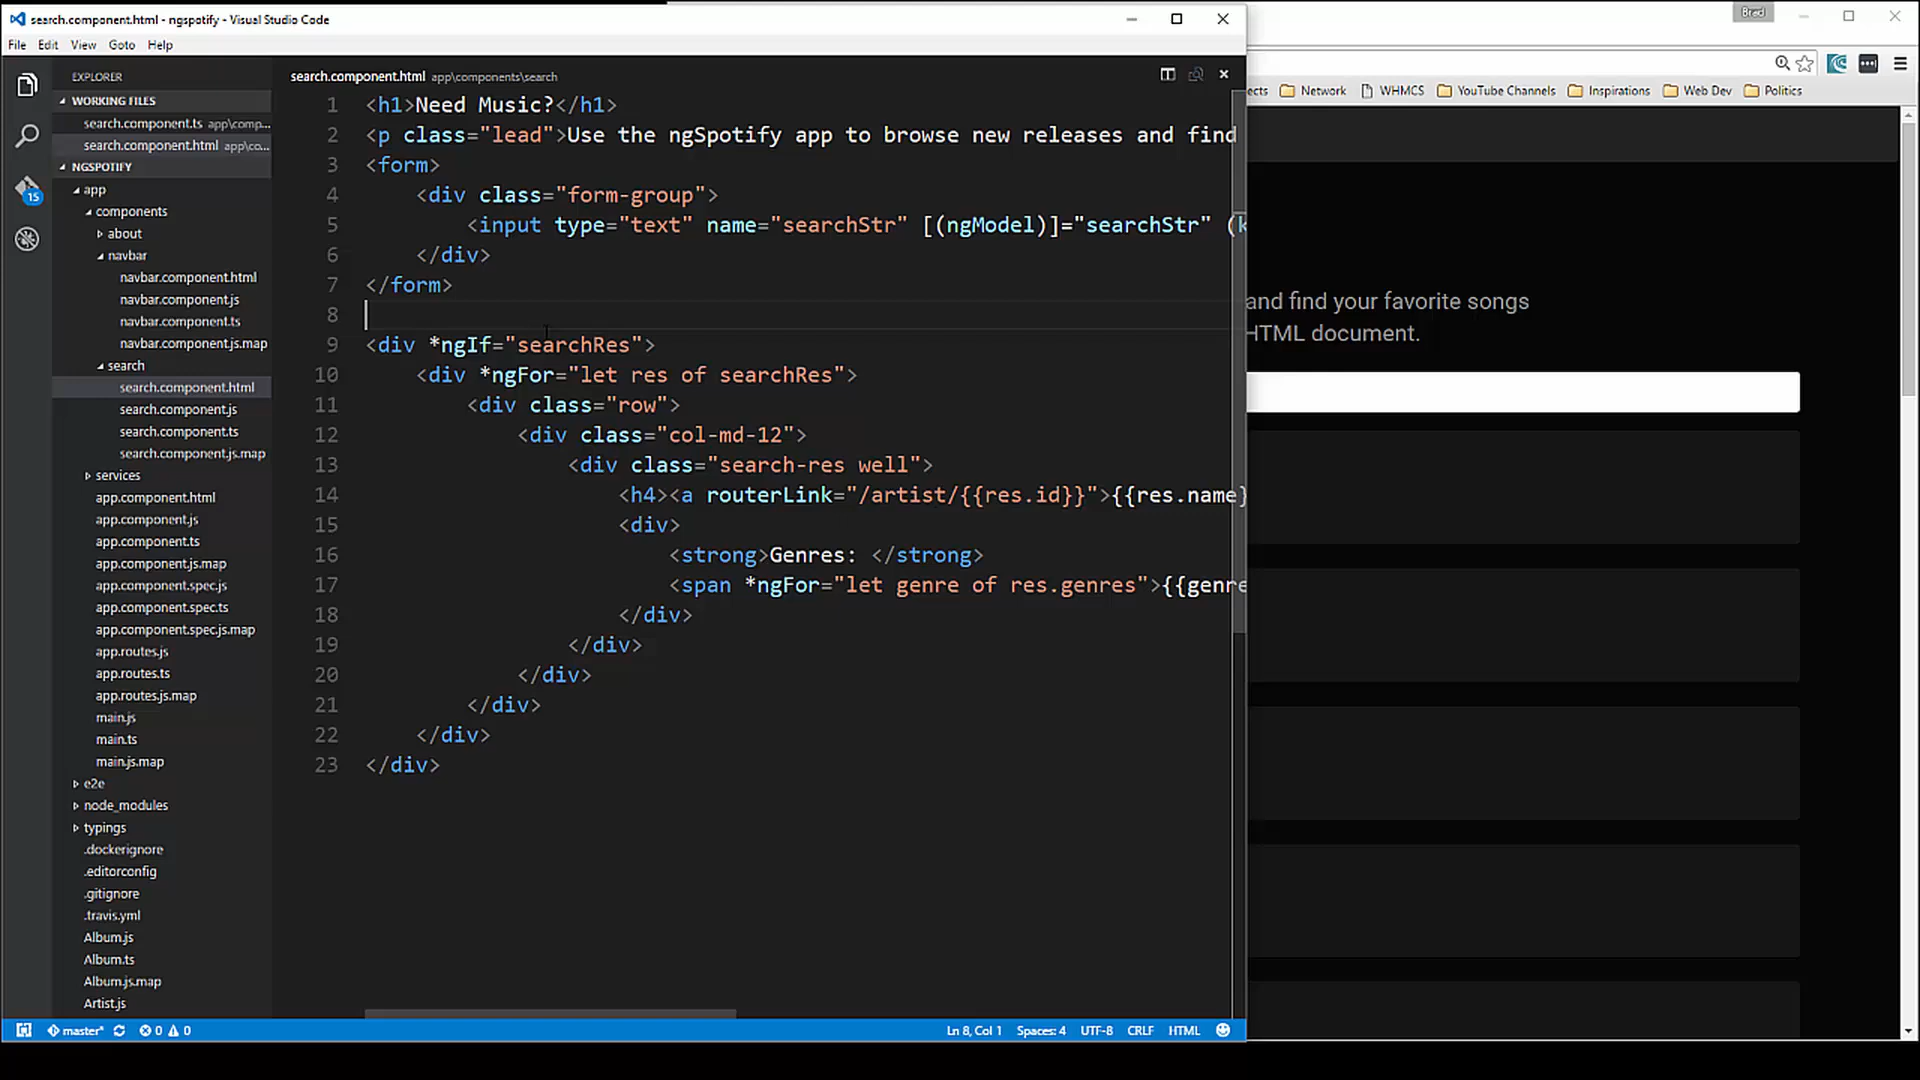 search.component.html - ngspotify - Visual Studio Code
File Edit View Goto Help
EXPLORER
WORKING FILES
search.component.ts app\comp...
search.component.html app\co...
NGSPOTIFY
app
components
about
navbar
navbar.component.html
navbar.component.js
navbar.component.ts
navbar.component.js.map
search
search.component.html
search.component.js
search.component.ts
search.component.js.map
services
app.component.html
app.component.js
app.component.ts
app.component.js.map
app.component.spec.js
app.component.spec.ts
app.component.spec.js.map
app.routes.js
app.routes.ts
app.routes.js.map
main.js
main.ts
main.js.map
e2e
node_modules
typings
.dockerignore
.editorconfig
.gitignore
.travis.yml
Album.js
Album.ts
Album.js.map
Artist.js
15
search.component.html app\components\search
1 <h1>Need Music?</h1>
2 <p class="lead">Use the ngSpotify app to browse new releases and find
3 <form>
4 <div class="form-group">
5 <input type="text" name="searchStr" [(ngModel)]="searchStr" (k
6 </div>
7 </form>
8
9 <div *ngIf="searchRes">
10 <div *ngFor="let res of searchRes">
11 <div class="row">
12 <div class="col-md-12">
13 <div class="search-res well">
14 <h4><a routerLink="/artist/{{res.id}}">{{res.name}
15 <div>
16 <strong>Genres: </strong>
17 <span *ngFor="let genre of res.genres">{{genre
18 </div>
19 </div>
20 </div>
21 </div>
22 </div>
23 </div>
master* 0 0 Ln 8, Col 1 Spaces: 4 UTF-8 CRLF HTML
Brad
ects Network WHMCS YouTube Channels Inspirations Web Dev Politics
and find your favorite songs
HTML document.